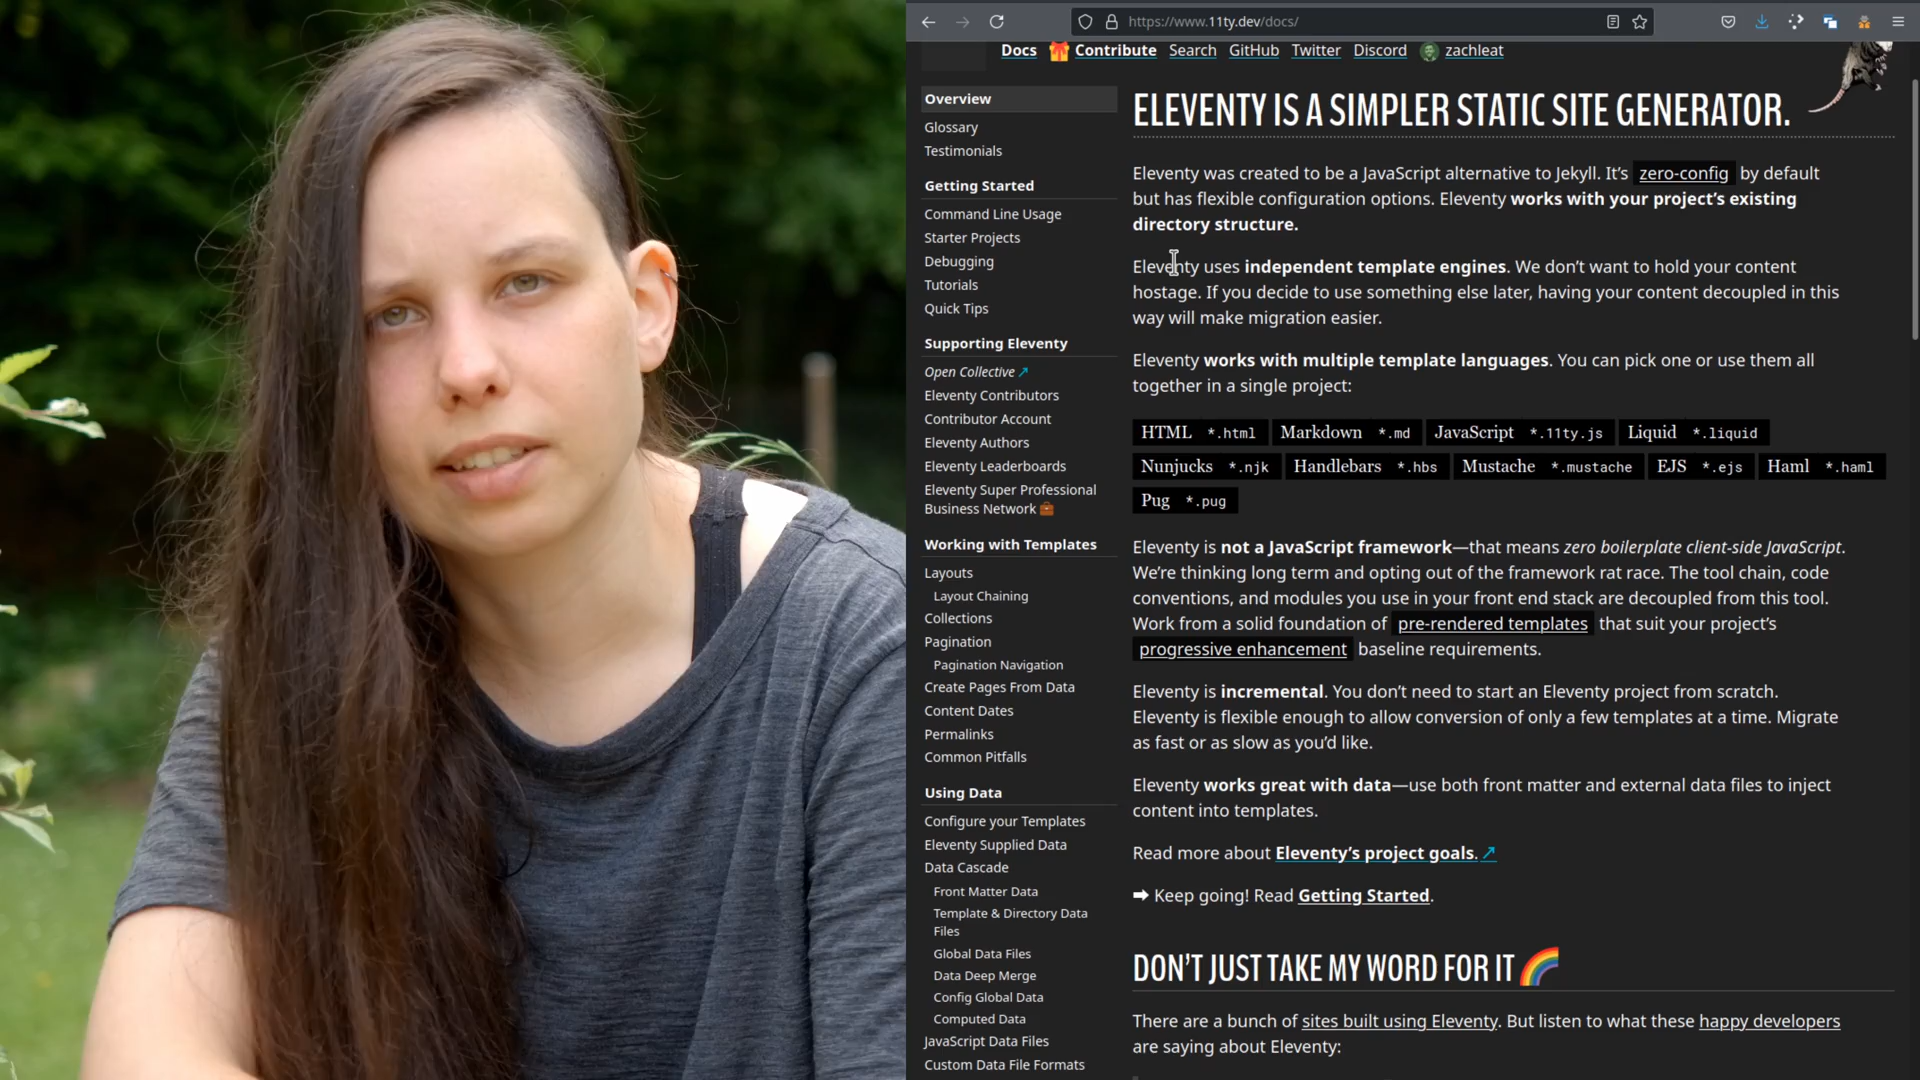 https://www.11ty.dev/docs/
Docs 🎁 Contribute Search GitHub Twitter Discord zachleat
Overview
Glossary
Testimonials
Getting Started
Command Line Usage
Starter Projects
Debugging
Tutorials
Quick Tips
Supporting Eleventy
Open Collective ↗
Eleventy Contributors
Contributor Account
Eleventy Authors
Eleventy Leaderboards
Eleventy Super Professional
Business Network 💼
Working with Templates
Layouts
Layout Chaining
Collections
Pagination
Pagination Navigation
Create Pages From Data
Content Dates
Permalinks
Common Pitfalls
Using Data
Configure your Templates
Eleventy Supplied Data
Data Cascade
Front Matter Data
Template & Directory Data
Files
Global Data Files
Data Deep Merge
Config Global Data
Computed Data
JavaScript Data Files
Custom Data File Formats
ELEVENTY IS A SIMPLER STATIC SITE GENERATOR.
Eleventy was created to be a JavaScript alternative to Jekyll. It’s zero-config by default
but has flexible configuration options. Eleventy works with your project’s existing
directory structure.
Eleventy uses independent template engines. We don’t want to hold your content
hostage. If you decide to use something else later, having your content decoupled in this
way will make migration easier.
Eleventy works with multiple template languages. You can pick one or use them all
together in a single project:
HTML *.html Markdown *.md JavaScript *.11ty.js Liquid *.liquid
Nunjucks *.njk Handlebars *.hbs Mustache *.mustache EJS *.ejs Haml *.haml
Pug *.pug
Eleventy is not a JavaScript framework—that means zero boilerplate client-side JavaScript.
We’re thinking long term and opting out of the framework rat race. The tool chain, code
conventions, and modules you use in your front end stack are decoupled from this tool.
Work from a solid foundation of pre-rendered templates that suit your project’s
progressive enhancement baseline requirements.
Eleventy is incremental. You don’t need to start an Eleventy project from scratch.
Eleventy is flexible enough to allow conversion of only a few templates at a time. Migrate
as fast or as slow as you’d like.
Eleventy works great with data—use both front matter and external data files to inject
content into templates.
Read more about Eleventy’s project goals. ↗
➡ Keep going! Read Getting Started.
DON’T JUST TAKE MY WORD FOR IT 🌈
There are a bunch of sites built using Eleventy. But listen to what these happy developers
are saying about Eleventy: